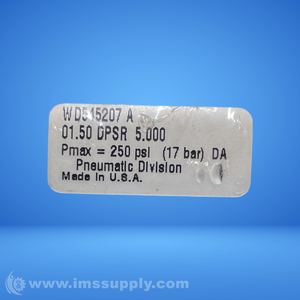 WD515207 A
01.50 DPSR 5.000
Pmax = 250 psi (17 bar) DA
Pneumatic Division
Made in U.S.A.
www.imssupply.com